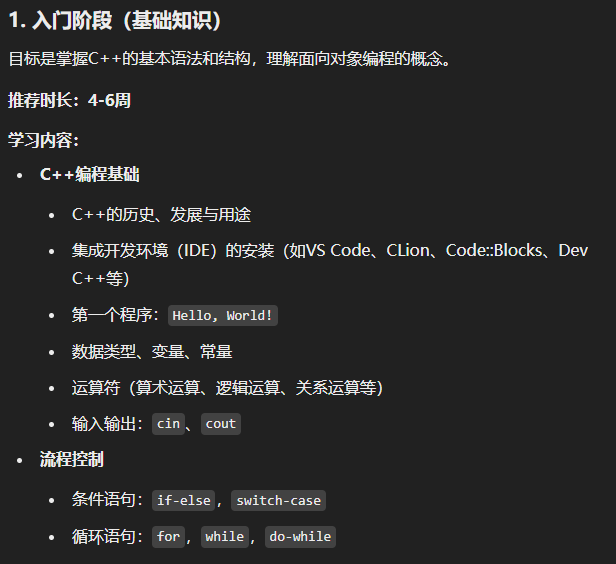 1. 入门阶段（基础知识）
目标是掌握C++的基本语法和结构，理解面向对象编程的概念。
推荐时长：4-6周
学习内容：
• C++编程基础
• C++的历史、发展与用途
• 集成开发环境（IDE）的安装（如VS Code、CLion、Code::Blocks、Dev
C++等）
• 第一个程序：Hello, World!
• 数据类型、变量、常量
• 运算符（算术运算、逻辑运算、关系运算等）
• 输入输出：cin、cout
• 流程控制
• 条件语句：if-else，switch-case
• 循环语句：for，while，do-while